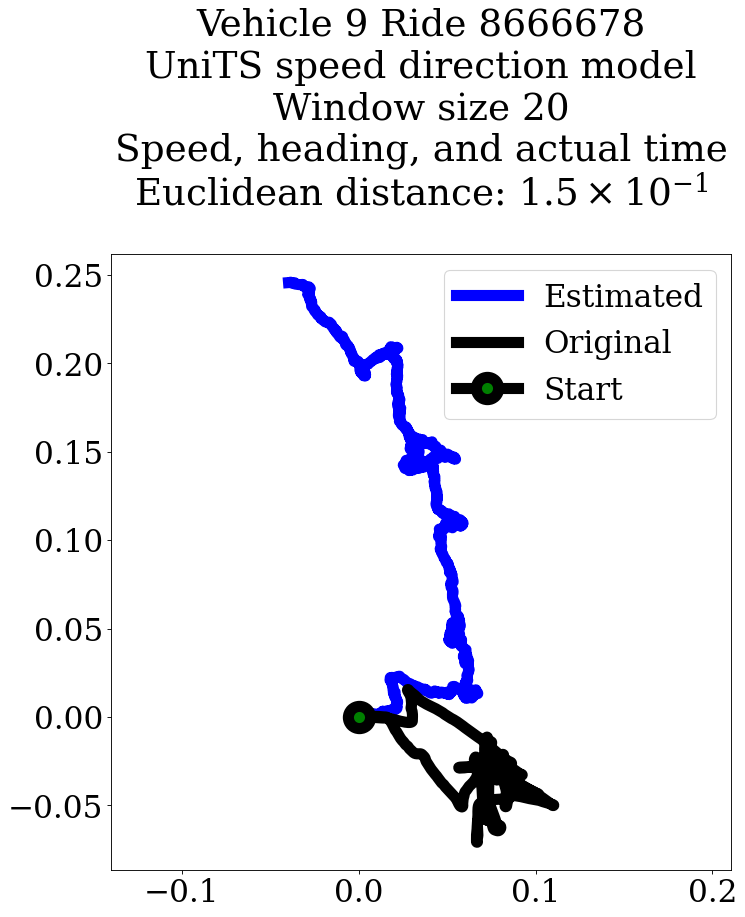 Vehicle 9 Ride 8666678
UniTS speed direction model
Window size 20
Speed, heading, and actual time
Euclidean distance: 1.5 × 10⁻¹
0.25
0.20
0.15
0.10
0.05
0.00
−0.05
−0.1
0.0
0.1
0.2
Estimated
Original
Start